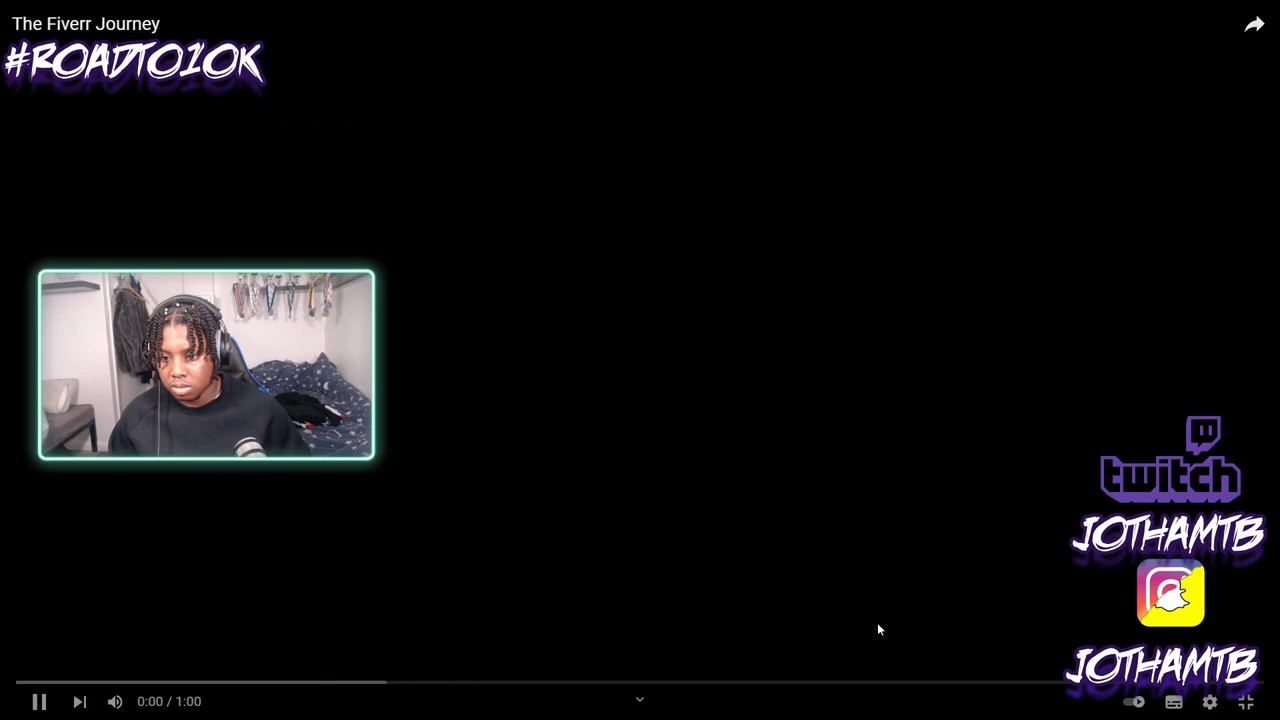 The Fiverr Journey
#ROADTO10K
twitch
JOTHAMTB
JOTHAMTB
0:00 / 1:00